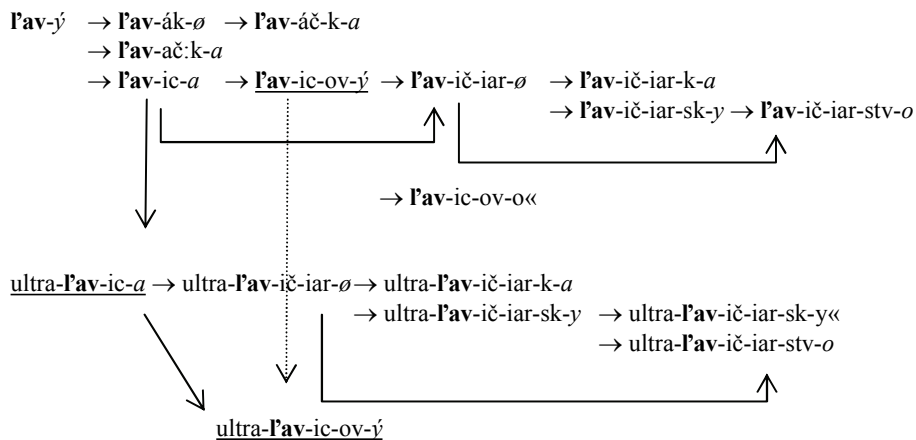 ľav-ý → ľav-ák-ø → ľav-áč-k-a
→ ľav-ač:k-a
→ ľav-ic-a → ľav-ic-ov-ý → ľav-ič-iar-ø → ľav-ič-iar-k-a
→ ľav-ič-iar-sk-y → ľav-ič-iar-stv-o
→ ľav-ic-ov-o«
ultra-ľav-ic-a → ultra-ľav-ič-iar-ø → ultra-ľav-ič-iar-k-a
→ ultra-ľav-ič-iar-sk-y → ultra-ľav-ič-iar-sk-y«
→ ultra-ľav-ič-iar-stv-o
ultra-ľav-ic-ov-ý